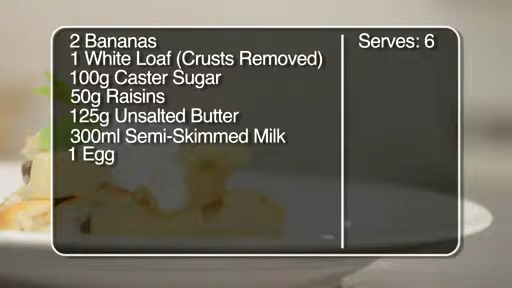 2 Bananas
1 White Loaf (Crusts Removed)
100g Caster Sugar
50g Raisins
125g Unsalted Butter
300ml Semi-Skimmed Milk
1 Egg
Serves: 6